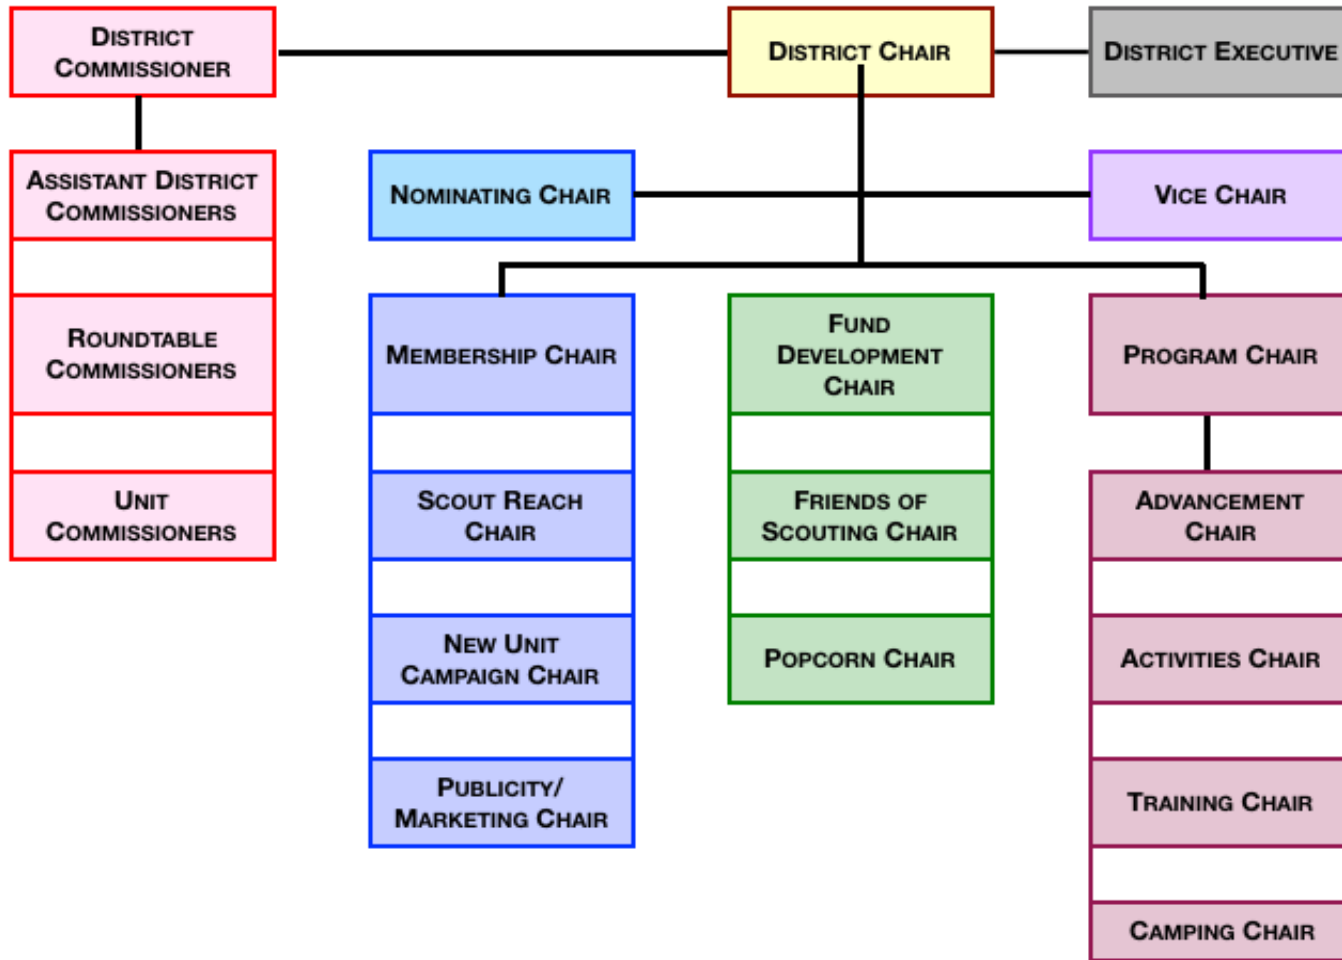 DISTRICT
COMMISSIONER
DISTRICT CHAIR
DISTRICT EXECUTIVE
ASSISTANT DISTRICT
COMMISSIONERS
NOMINATING CHAIR
VICE CHAIR
ROUNDTABLE
COMMISSIONERS
MEMBERSHIP CHAIR
FUND
DEVELOPMENT
CHAIR
PROGRAM CHAIR
UNIT
COMMISSIONERS
SCOUT REACH
CHAIR
FRIENDS OF
SCOUTING CHAIR
ADVANCEMENT
CHAIR
NEW UNIT
CAMPAIGN CHAIR
POPCORN CHAIR
ACTIVITIES CHAIR
PUBLICITY/
MARKETING CHAIR
TRAINING CHAIR
CAMPING CHAIR